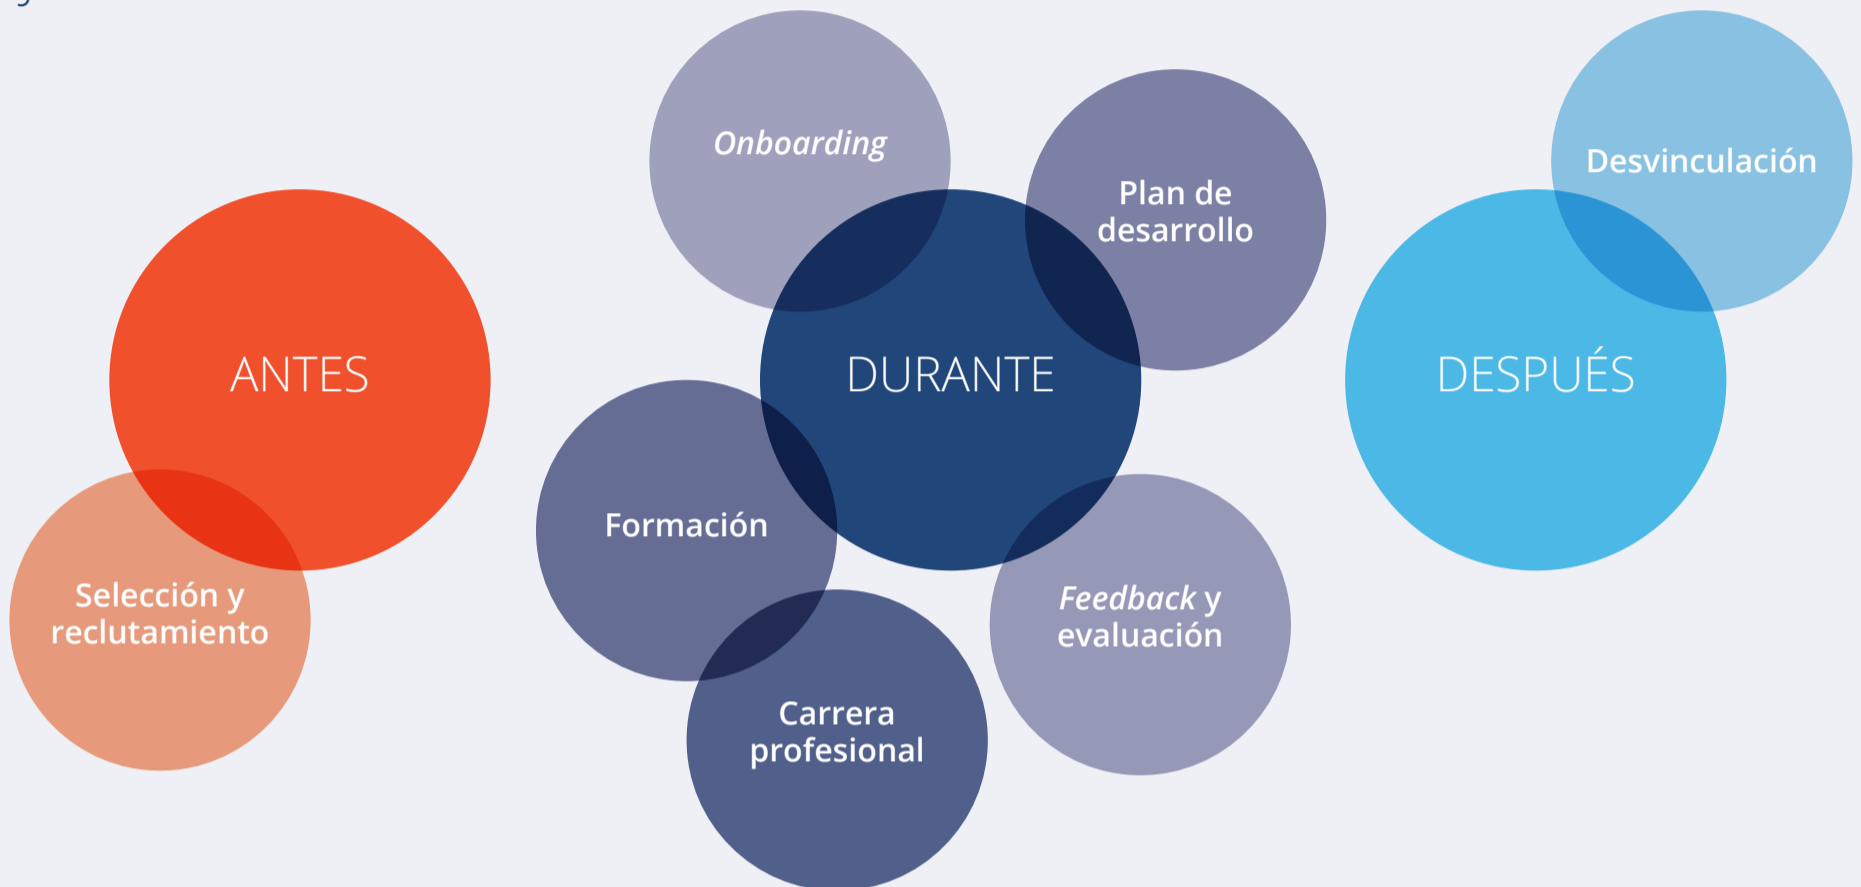 Onboarding
Plan de
desarrollo
Desvinculación
ANTES
DURANTE
DESPUÉS
Formación
Selección y
reclutamiento
Feedback y
evaluación
Carrera
profesional